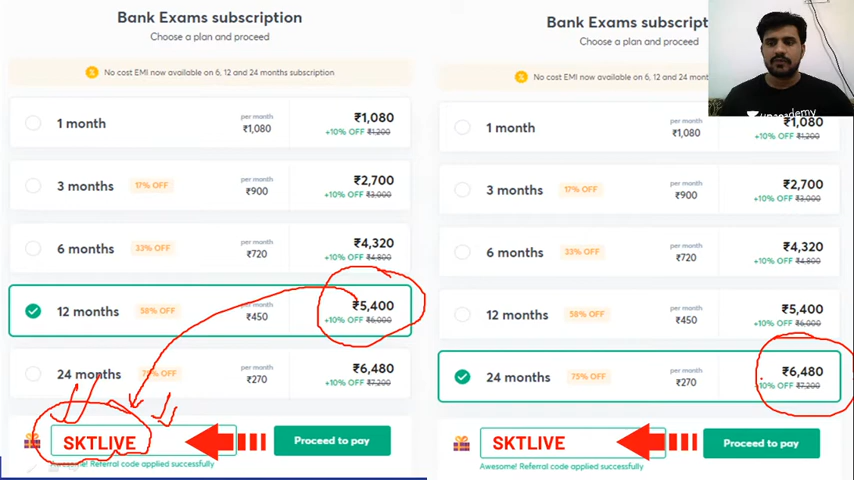 Bank Exams subscription
Choose a plan and proceed
No cost EMI now available on 6, 12 and 24 months subscription
1 month per month ₹1,080 ₹1,080 +10% OFF ₹1,200
3 months 17% OFF per month ₹900 ₹2,700 +10% OFF ₹3,000
6 months 33% OFF per month ₹720 ₹4,320 +10% OFF ₹4,800
12 months 58% OFF per month ₹450 ₹5,400 +10% OFF ₹6,000
24 months 75% OFF per month ₹270 ₹6,480 +10% OFF ₹7,200
SKTLIVE Proceed to pay
Awesome! Referral code applied successfully
Bank Exams subscript
Choose a plan and proceed
No cost EMI now available on 6, 12 and 24 mont
1 month per month ₹1,080 ₹1,080 +10% OFF ₹1,200
3 months 17% OFF per month ₹900 ₹2,700 +10% OFF ₹3,000
6 months 33% OFF per month ₹720 ₹4,320 +10% OFF ₹4,800
12 months 58% OFF per month ₹450 ₹5,400 +10% OFF ₹6,000
24 months 75% OFF per month ₹270 ₹6,480 10% OFF ₹7,200
SKTLIVE Proceed to pay
Awesome! Referral code applied successfully